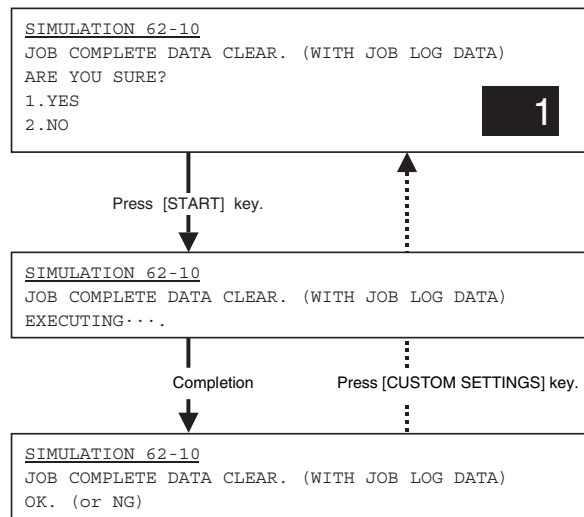 SIMULATION 62-10
JOB COMPLETE DATA CLEAR. (WITH JOB LOG DATA)
ARE YOU SURE?
1.YES
2.NO
1
Press [START] key.
SIMULATION 62-10
JOB COMPLETE DATA CLEAR. (WITH JOB LOG DATA)
EXECUTING···.
Completion
Press [CUSTOM SETTINGS] key.
SIMULATION 62-10
JOB COMPLETE DATA CLEAR. (WITH JOB LOG DATA)
OK. (or NG)